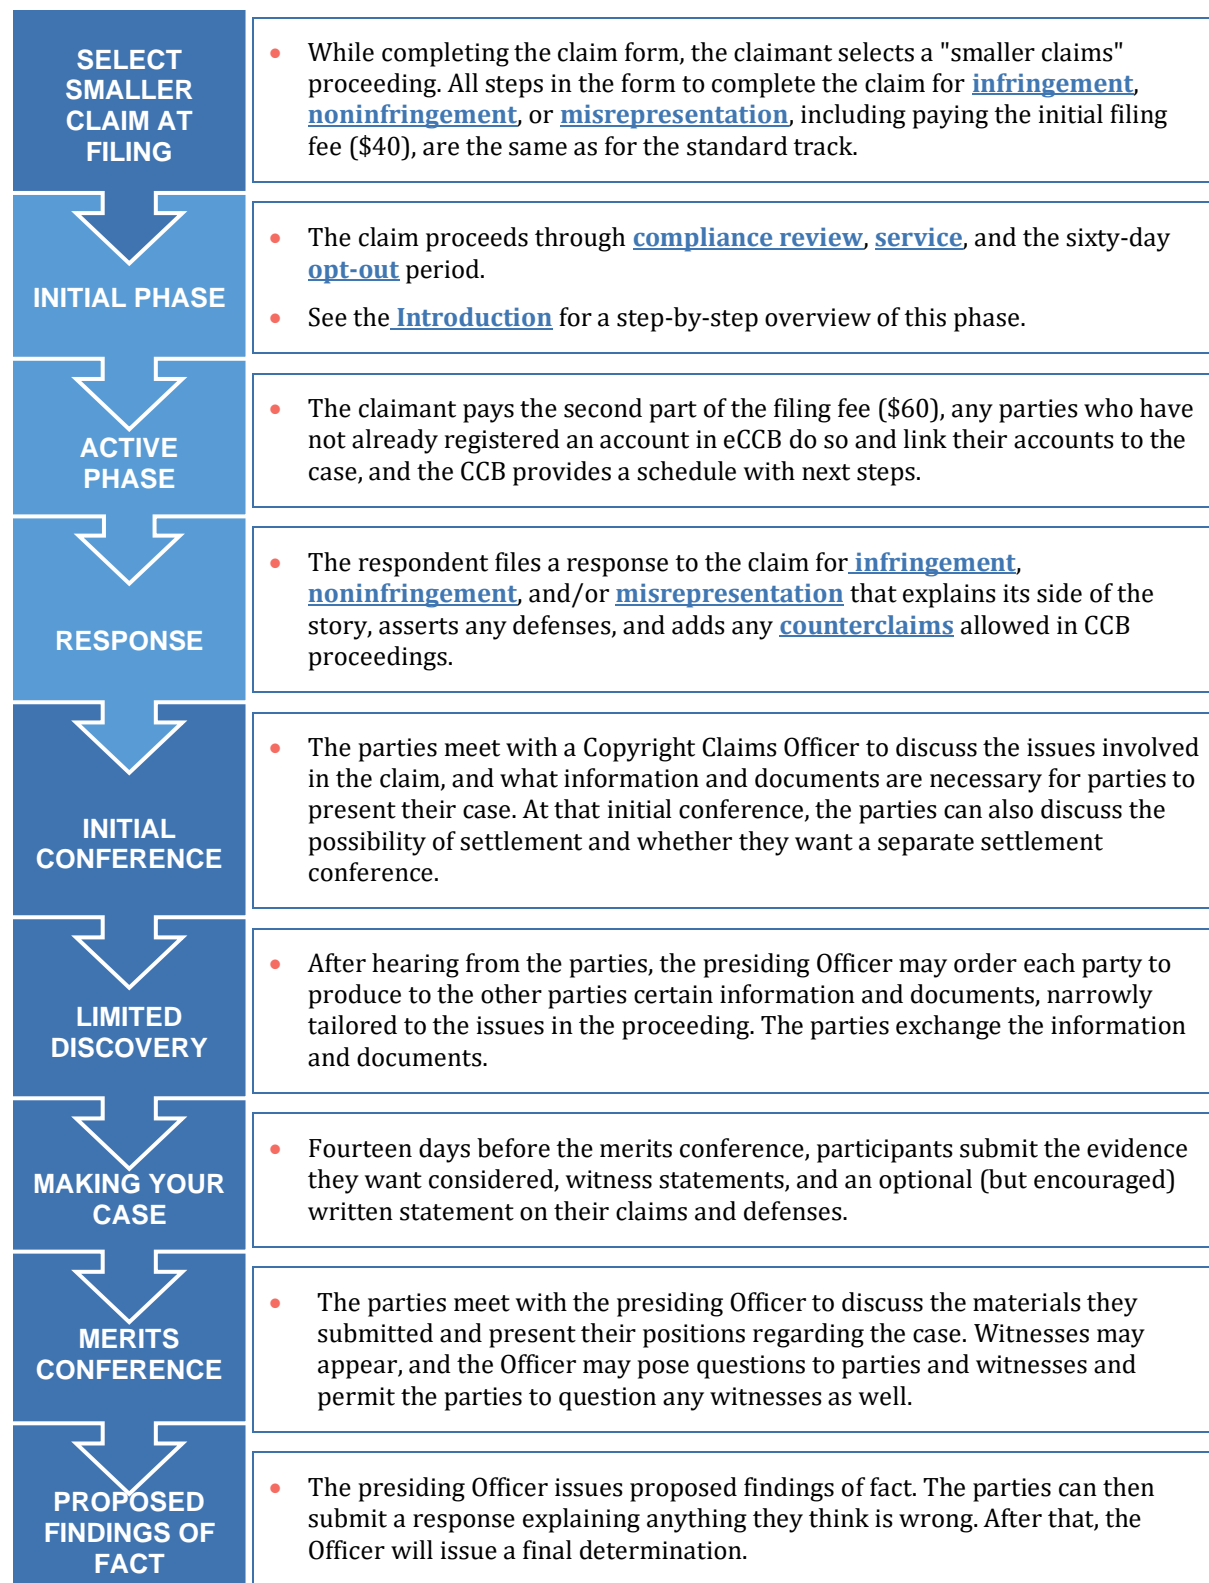 SELECT
SMALLER
CLAIM AT
FILING
• While completing the claim form, the claimant selects a "smaller claims"
proceeding. All steps in the form to complete the claim for infringement,
noninfringement, or misrepresentation, including paying the initial filing
fee ($40), are the same as for the standard track.
INITIAL PHASE
• The claim proceeds through compliance review, service, and the sixty-day
opt-out period.
• See the Introduction for a step-by-step overview of this phase.
ACTIVE
PHASE
• The claimant pays the second part of the filing fee ($60), any parties who have
not already registered an account in eCCB do so and link their accounts to the
case, and the CCB provides a schedule with next steps.
RESPONSE
• The respondent files a response to the claim for infringement,
noninfringement, and/or misrepresentation that explains its side of the
story, asserts any defenses, and adds any counterclaims allowed in CCB
proceedings.
INITIAL
CONFERENCE
• The parties meet with a Copyright Claims Officer to discuss the issues involved
in the claim, and what information and documents are necessary for parties to
present their case. At that initial conference, the parties can also discuss the
possibility of settlement and whether they want a separate settlement
conference.
LIMITED
DISCOVERY
• After hearing from the parties, the presiding Officer may order each party to
produce to the other parties certain information and documents, narrowly
tailored to the issues in the proceeding. The parties exchange the information
and documents.
MAKING YOUR
CASE
• Fourteen days before the merits conference, participants submit the evidence
they want considered, witness statements, and an optional (but encouraged)
written statement on their claims and defenses.
MERITS
CONFERENCE
• The parties meet with the presiding Officer to discuss the materials they
submitted and present their positions regarding the case. Witnesses may
appear, and the Officer may pose questions to parties and witnesses and
permit the parties to question any witnesses as well.
PROPOSED
FINDINGS OF
FACT
• The presiding Officer issues proposed findings of fact. The parties can then
submit a response explaining anything they think is wrong. After that, the
Officer will issue a final determination.